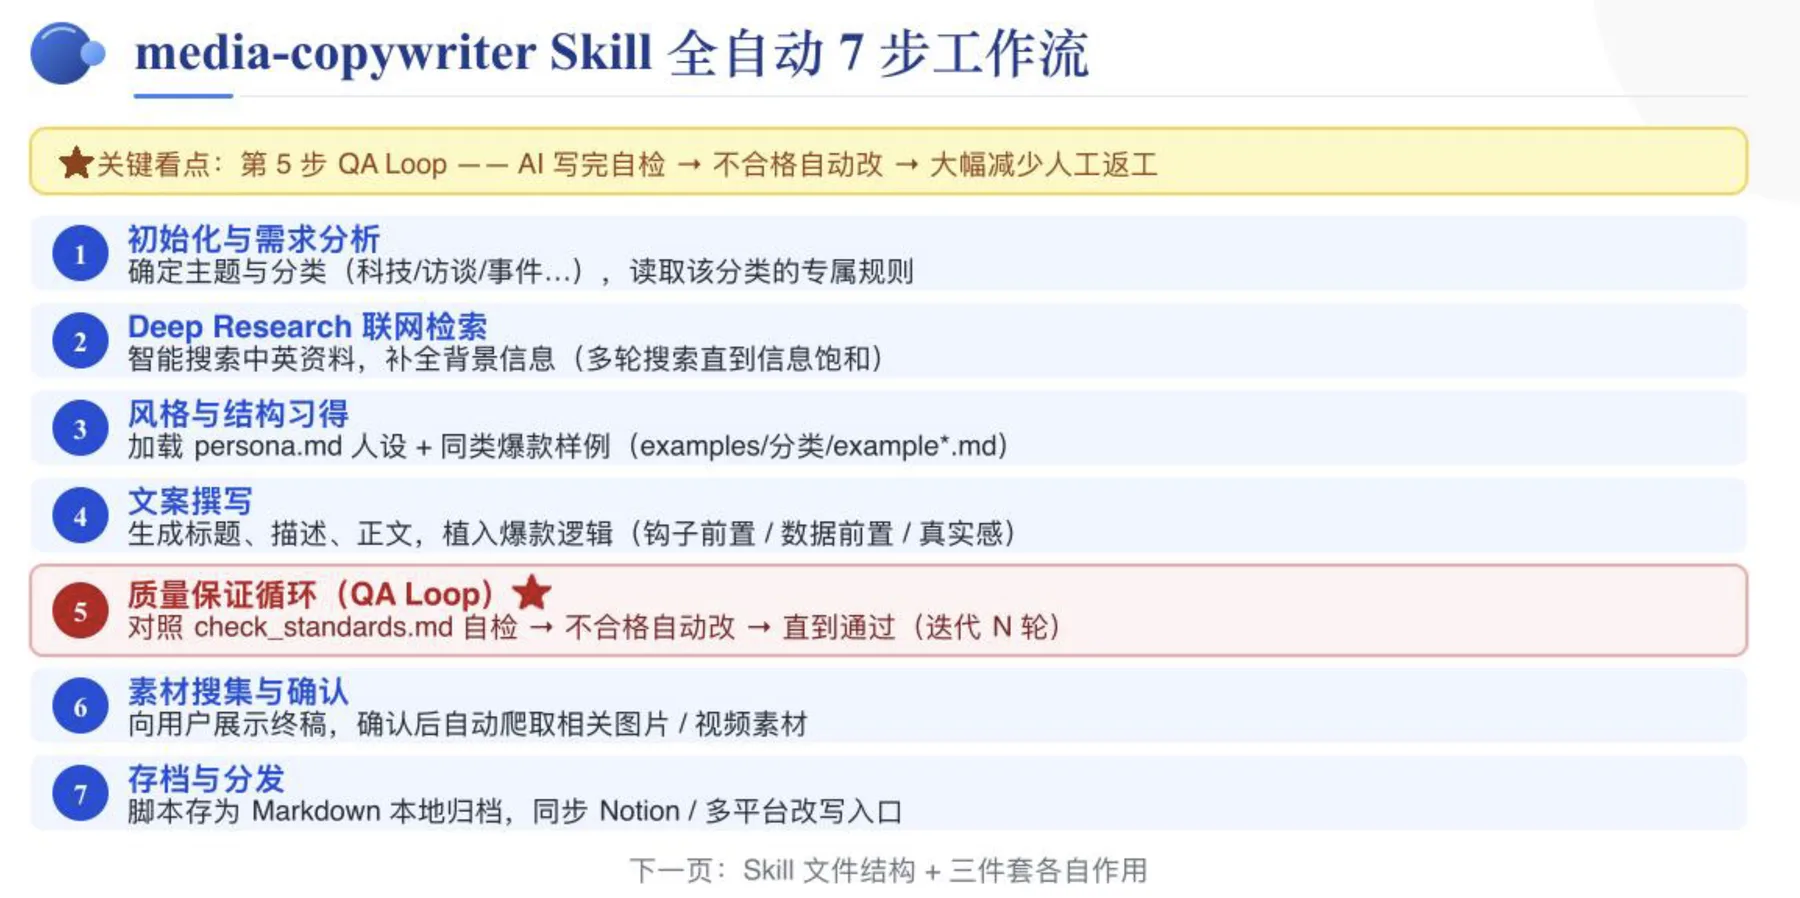 media-copywriter Skill 全自动 7 步工作流
★关键看点：第 5 步 QA Loop —— AI 写完自检 → 不合格自动改 → 大幅减少人工返工
1
初始化与需求分析
确定主题与分类（科技/访谈/事件...），读取该分类的专属规则
2
Deep Research 联网检索
智能搜索中英资料，补全背景信息（多轮搜索直到信息饱和）
3
风格与结构习得
加载 persona.md 人设 + 同类爆款样例（examples/分类/example*.md）
4
文案撰写
生成标题、描述、正文，植入爆款逻辑（钩子前置 / 数据前置 / 真实感）
5
质量保证循环（QA Loop）★
对照 check_standards.md 自检 → 不合格自动改 → 直到通过（迭代 N 轮）
6
素材搜集与确认
向用户展示终稿，确认后自动爬取相关图片 / 视频素材
7
存档与分发
脚本存为 Markdown 本地归档，同步 Notion / 多平台改写入口
下一页：Skill 文件结构 + 三件套各自作用